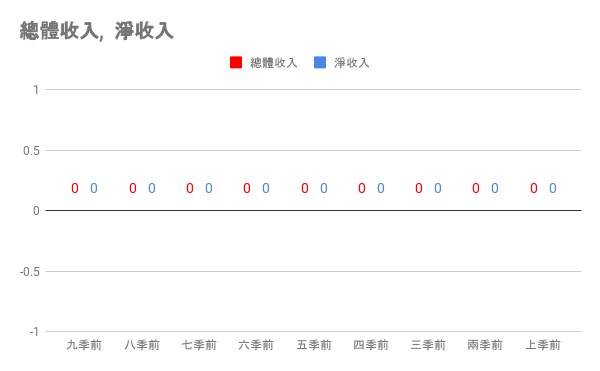 總體收入, 淨收入
總體收入 淨收入
1
0.5
0 0 0 0 0 0 0 0 0 0 0 0 0 0 0 0 0 0
0
-0.5
-1
九季前 八季前 七季前 六季前 五季前 四季前 三季前 兩季前 上季前